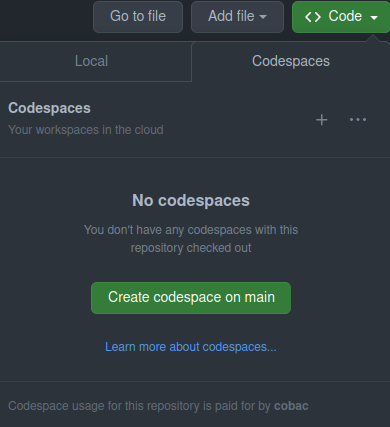 Go to file
Add file
Code
Local
Codespaces
Codespaces
Your workspaces in the cloud
No codespaces
You don't have any codespaces with this
repository checked out
Create codespace on main
Learn more about codespaces...
Codespace usage for this repository is paid for by cobac